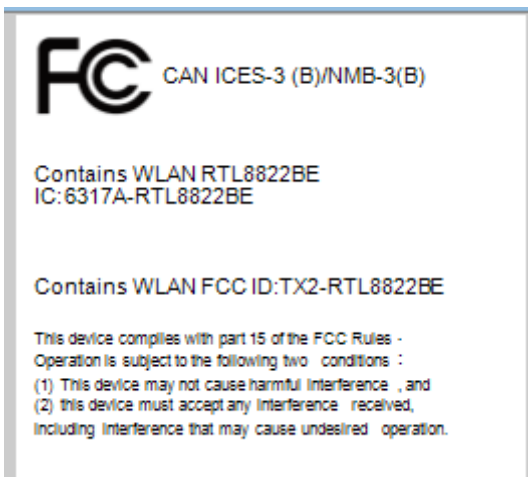 FC CAN ICES-3 (B)/NMB-3(B)
Contains WLAN RTL8822BE
IC:6317A-RTL8822BE
Contains WLAN FCC ID:TX2-RTL8822BE
This device complies with part 15 of the FCC Rules -
Operation is subject to the following two conditions :
(1) This device may not cause harmful interference , and
(2) this device must accept any interference received,
including interference that may cause undesired operation.